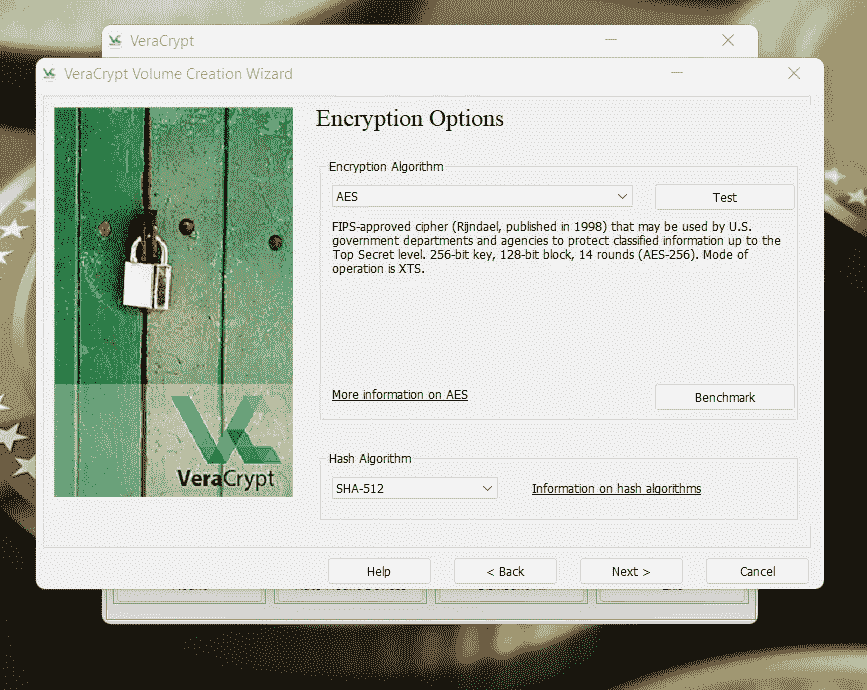 VeraCrypt
VeraCrypt Volume Creation Wizard
Encryption Options
Encryption Algorithm
AES
Test
FIPS-approved cipher (Rijndael, published in 1998) that may be used by U.S.
government departments and agencies to protect classified information up to the
Top Secret level. 256-bit key, 128-bit block, 14 rounds (AES-256). Mode of
operation is XTS.
More information on AES
Benchmark
VeraCrypt
Hash Algorithm
SHA-512
Information on hash algorithms
Help
< Back
Next >
Cancel